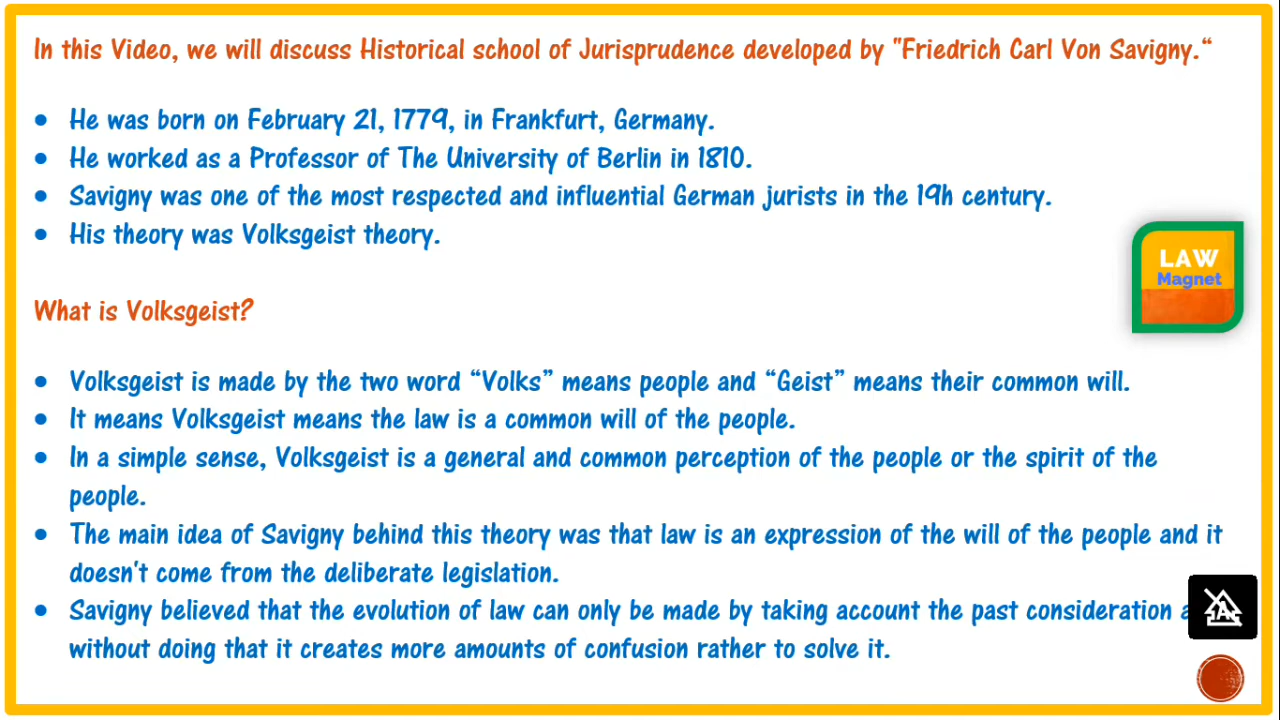 In this Video, we will discuss Historical school of Jurisprudence developed by "Friedrich Carl Von Savigny.“
• He was born on February 21, 1779, in Frankfurt, Germany.
• He worked as a Professor of The University of Berlin in 1810.
• Savigny was one of the most respected and influential German jurists in the 19h century.
• His theory was Volksgeist theory.
LAW
Magnet
What is Volksgeist?
• Volksgeist is made by the two word “Volks” means people and “Geist” means their common will.
• It means Volksgeist means the law is a common will of the people.
• In a simple sense, Volksgeist is a general and common perception of the people or the spirit of the
people.
• The main idea of Savigny behind this theory was that law is an expression of the will of the people and it
doesn't come from the deliberate legislation.
• Savigny believed that the evolution of law can only be made by taking account the past consideration
without doing that it creates more amounts of confusion rather to solve it.